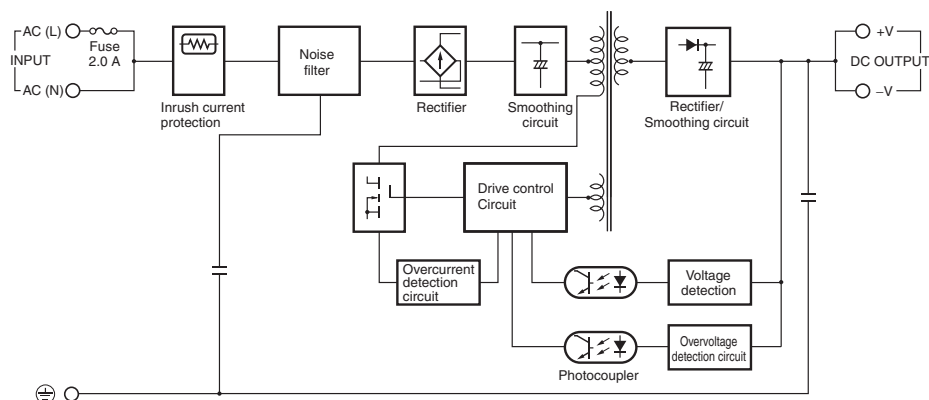 AC (L)
Fuse
2.0 A
INPUT
AC (N)
Inrush current
protection
Noise
filter
Rectifier
Smoothing
circuit
Rectifier/
Smoothing circuit
+V
DC OUTPUT
–V
Drive control
Circuit
Overcurrent
detection
circuit
Voltage
detection
Overvoltage
detection circuit
Photocoupler